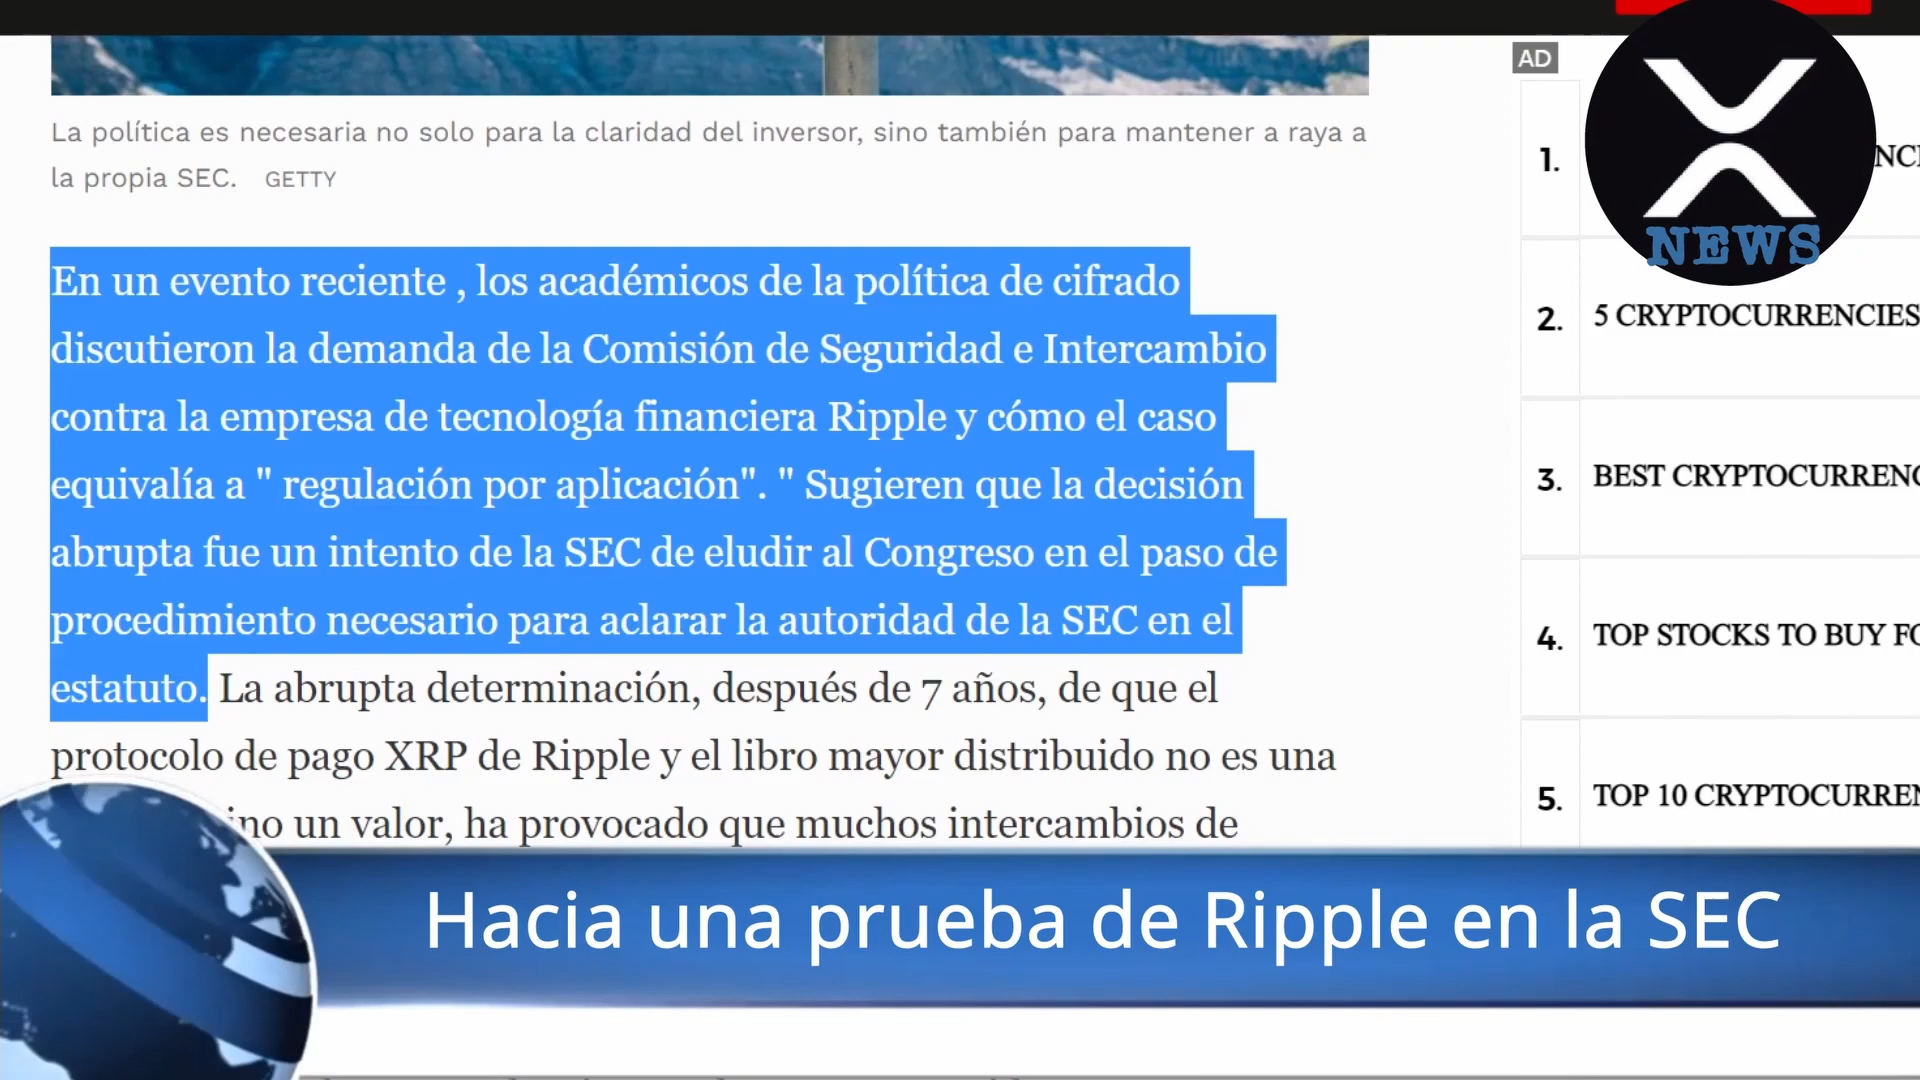 La política es necesaria no solo para la claridad del inversor, sino también para mantener a raya a
la propia SEC. GETTY
En un evento reciente , los académicos de la política de cifrado
discutieron la demanda de la Comisión de Seguridad e Intercambio
contra la empresa de tecnología financiera Ripple y cómo el caso
equivalía a " regulación por aplicación". " Sugieren que la decisión
abrupta fue un intento de la SEC de eludir al Congreso en el paso de
procedimiento necesario para aclarar la autoridad de la SEC en el
estatuto. La abrupta determinación, después de 7 años, de que el
protocolo de pago XRP de Ripple y el libro mayor distribuido no es una
un valor, ha provocado que muchos intercambios de
AD
1.
2. 5 CRYPTOCURRENCIES
3. BEST CRYPTOCURRENC
4. TOP STOCKS TO BUY FO
5. TOP 10 CRYPTOCURREN
NEWS
Hacia una prueba de Ripple en la SEC